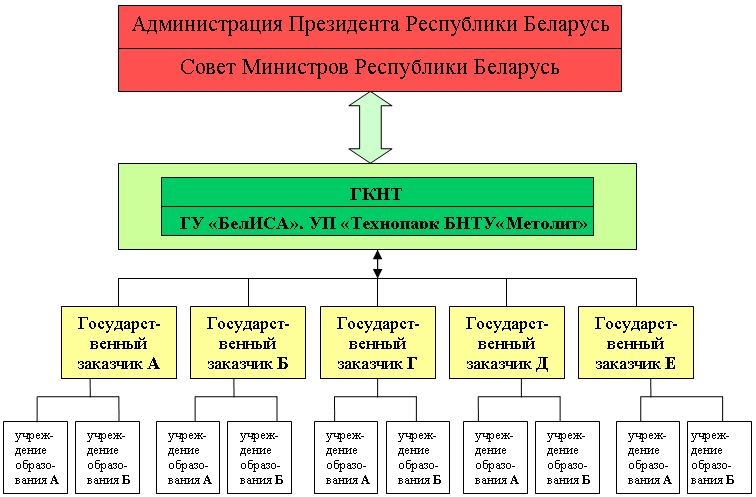 Администрация Президента Республики Беларусь
Совет Министров Республики Беларусь
ГКНТ
ГУ «БелИСА». УП «Технопарк БНТУ«Метолит»
Государст-
венный
заказчик А
Государст-
венный
заказчик Б
Государст-
венный
заказчик Г
Государст-
венный
заказчик Д
Государст-
венный
заказчик Е
учреж-
дение
образо-
вания А
учреж-
дение
образо-
вания Б
учреж-
дение
образо-
вания А
учреж-
дение
образо-
вания Б
учреж-
дение
образо-
вания А
учреж-
дение
образо-
вания Б
учреж-
дение
образо-
вания А
учреж-
дение
образо-
вания Б
учреж-
дение
образо-
вания А
учреж-
дение
образо-
вания Б